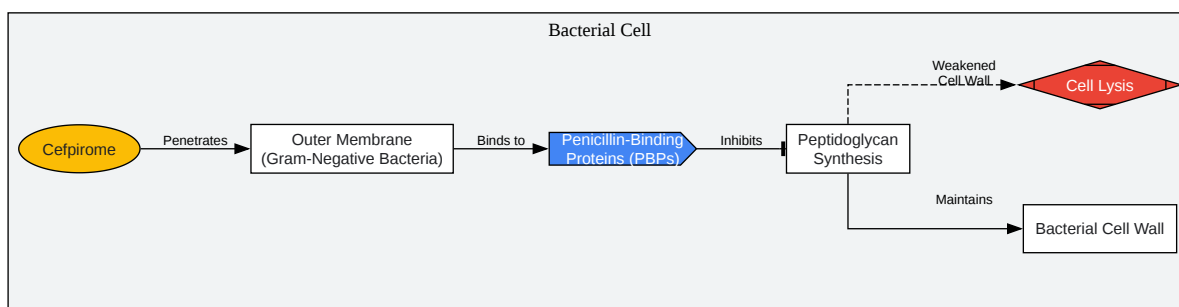 Bacterial Cell
Weakened
Cell Wall
Cell Lysis
Cefpirome
Penetrates
Outer Membrane
(Gram-Negative Bacteria)
Binds to
Penicillin-Binding
Proteins (PBPs)
Inhibits
Peptidoglycan
Synthesis
Maintains
Bacterial Cell Wall